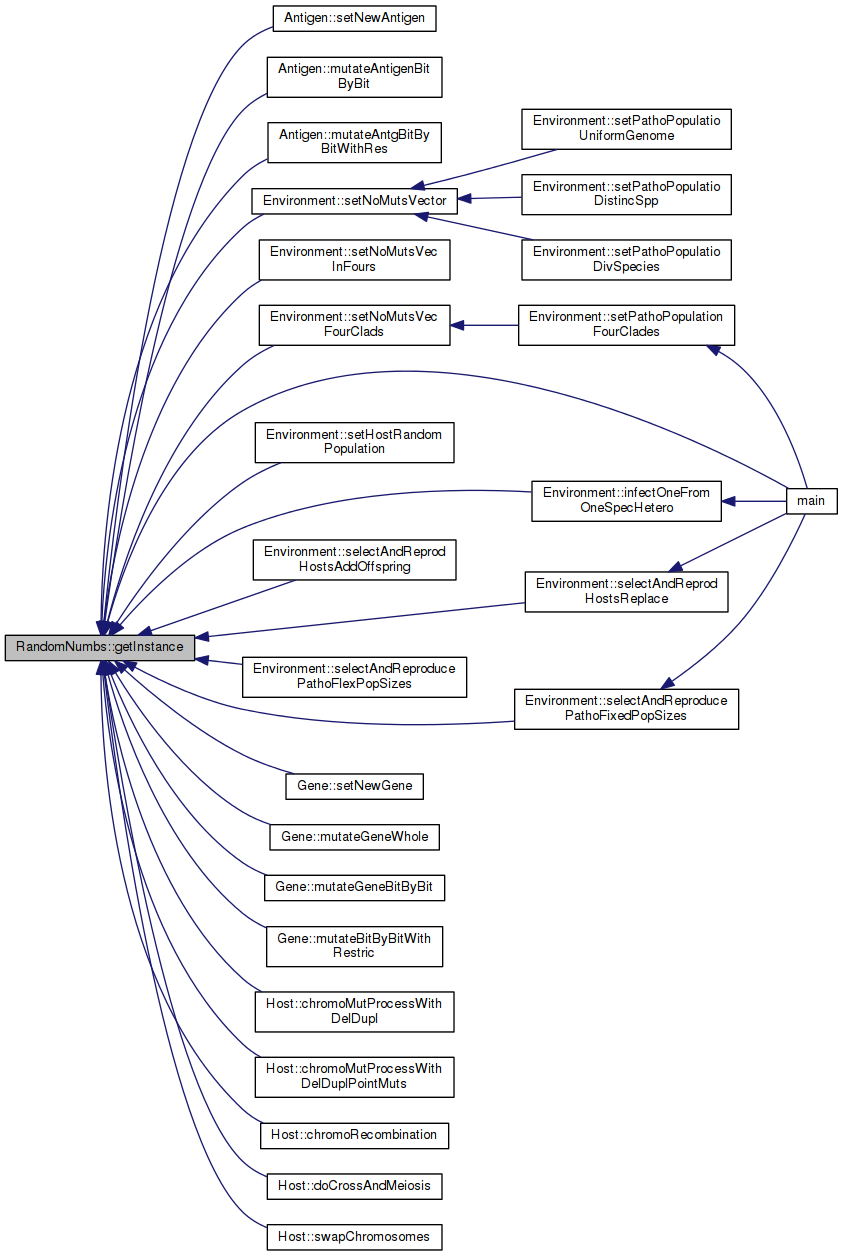 Antigen::setNewAntigen
Antigen::mutateAntigenBit
ByBit
Antigen::mutateAntgBitBy
BitWithRes
Environment::setNoMutsVector
Environment::setPathoPopulatio
UniformGenome
Environment::setPathoPopulatio
DistincSpp
Environment::setPathoPopulatio
DivSpecies
Environment::setNoMutsVec
InFours
Environment::setNoMutsVec
FourClads
Environment::setPathoPopulation
FourClades
Environment::setHostRandom
Population
Environment::infectOneFrom
OneSpecHetero
main
Environment::selectAndReprod
HostsAddOffspring
Environment::selectAndReprod
HostsReplace
RandomNumbs::getInstance
Environment::selectAndReproduce
PathoFlexPopSizes
Environment::selectAndReproduce
PathoFixedPopSizes
Gene::setNewGene
Gene::mutateGeneWhole
Gene::mutateGeneBitByBit
Gene::mutateBitByBitWith
Restric
Host::chromoMutProcessWith
DelDupl
Host::chromoMutProcessWith
DelDuplPointMuts
Host::chromoRecombination
Host::doCrossAndMeiosis
Host::swapChromosomes